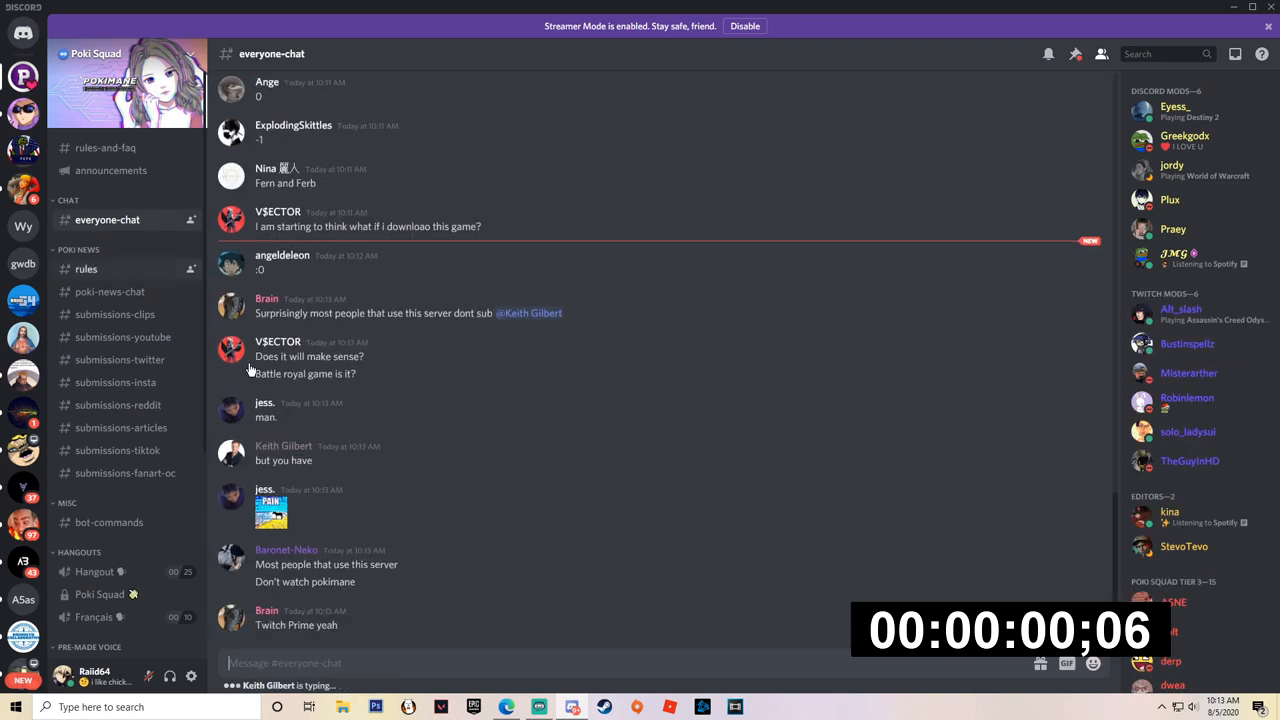 DISCORD
Streamer Mode is enabled. Stay safe, friend. Disable
Poki Squad
POKIMANE
rules-and-faq
announcements
CHAT
everyone-chat
POKI NEWS
rules
poki-news-chat
submissions-clips
submissions-youtube
submissions-twitter
submissions-insta
submissions-reddit
submissions-articles
submissions-tiktok
submissions-fanart-oc
MISC
bot-commands
HANGOUTS
Hangout 00 25
Poki Squad
Français 00 10
PRE-MADE VOICE
Raiid64
i like chick...
6
Wy
gwdb
1
37
97
43
A5as
NEW
everyone-chat
Search
Ange Today at 10:11 AM
0
ExplodingSkittles Today at 10:11 AM
-1
Nina 麗人 Today at 10:11 AM
Fern and Ferb
V$ECTOR Today at 10:11 AM
I am starting to think what if i downloao this game?
NEW
angeldeleon Today at 10:12 AM
:0
Brain Today at 10:13 AM
Surprisingly most people that use this server dont sub @Keith Gilbert
V$ECTOR Today at 10:13 AM
Does it will make sense?
Battle royal game is it?
jess. Today at 10:13 AM
man.
Keith Gilbert Today at 10:13 AM
but you have
jess. Today at 10:13 AM
PAIN
Baronet-Neko Today at 10:13 AM
Most people that use this server
Don't watch pokimane
Brain Today at 10:13 AM
Twitch Prime yeah
Message #everyone-chat
GIF
Keith Gilbert is typing...
DISCORD MODS—6
Eyess_
Playing Destiny 2
Greekgodx
I LOVE U
jordy
Playing World of Warcraft
Plux
Praey
JMG
Listening to Spotify
TWITCH MODS—6
Alt_slash
Playing Assassin's Creed Odys...
Bustinspellz
Misterarther
Robinlemon
solo_ladysui
TheGuyInHD
EDITORS—2
kina
Listening to Spotify
StevoTevo
POKI SQUAD TIER 3—15
derp
dwea
00:00:00;06
Type here to search
10:13 AM
8/5/2020
2